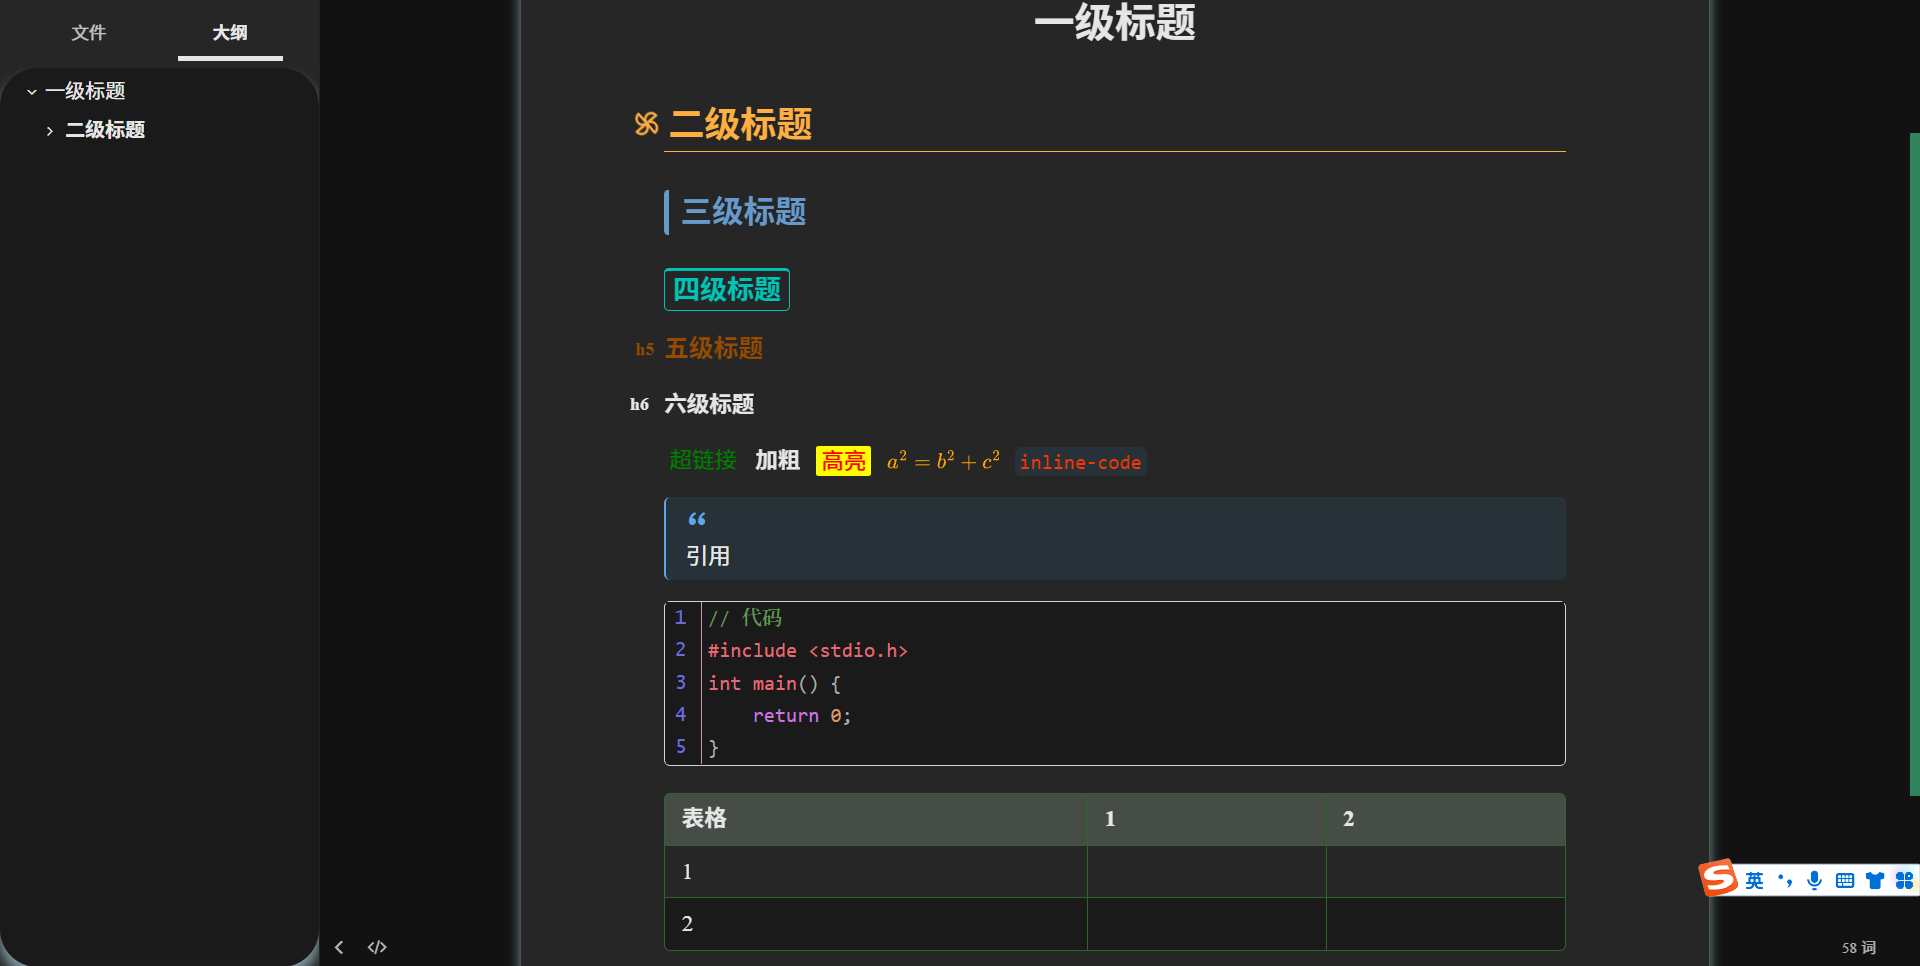 文件 大纲
一级标题
二级标题
一级标题
二级标题
三级标题
四级标题
h5 五级标题
h6 六级标题
超链接 加粗 高亮 a² = b² + c² inline-code
“
引用
1 // 代码
2 #include <stdio.h>
3 int main() {
4     return 0;
5 }
表格 1 2
1
2
S 英
</> 58 词